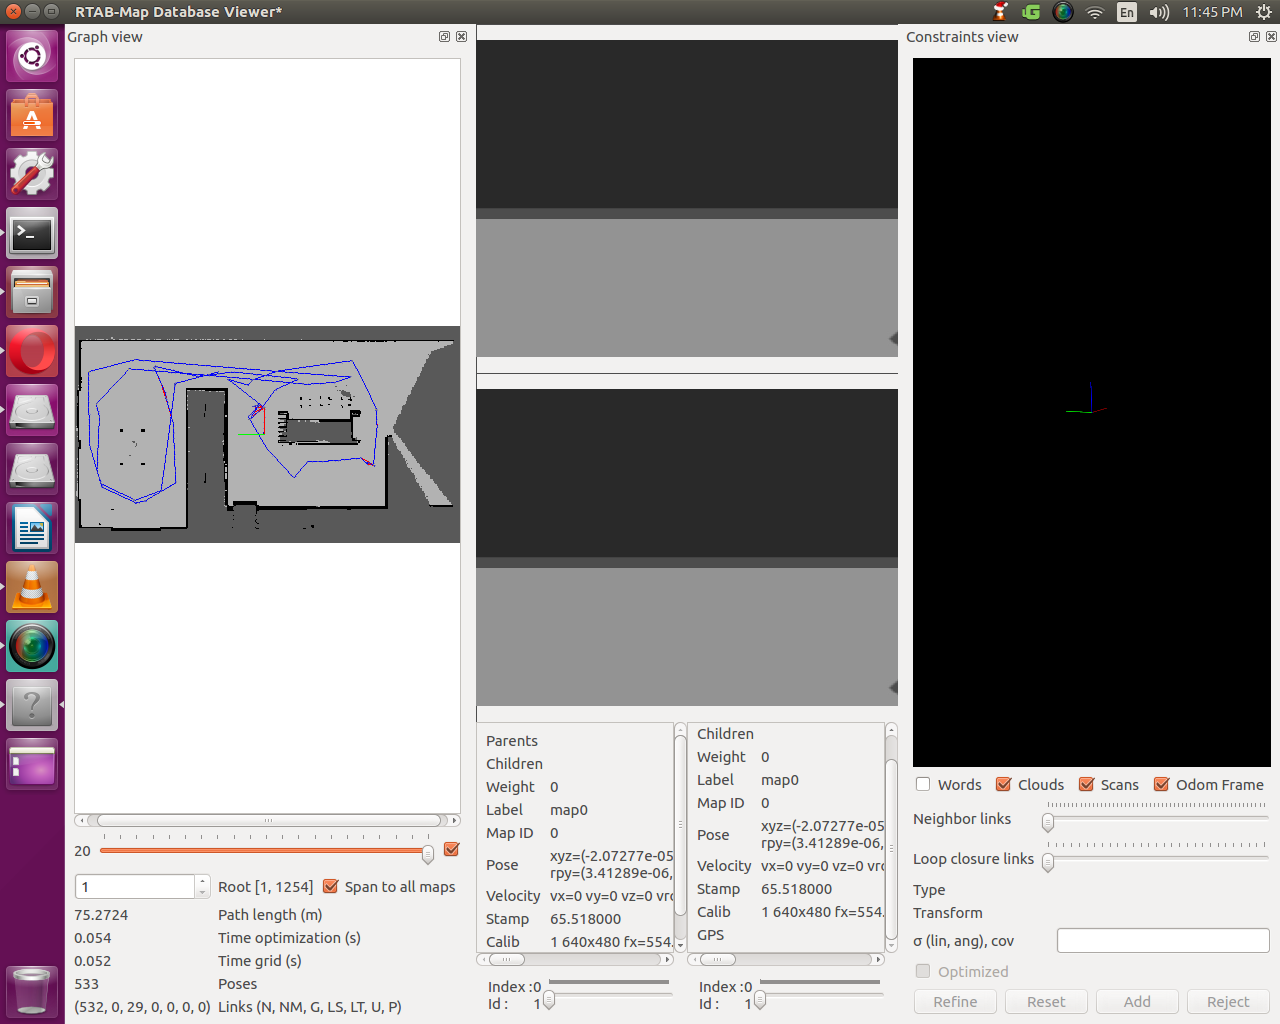 RTAB-Map Database Viewer*
En
11:45 PM
Graph view
20
1
Root [1, 1254]
Span to all maps
75.2724
Path length (m)
0.054
Time optimization (s)
0.052
Time grid (s)
533
Poses
(532, 0, 29, 0, 0, 0, 0)
Links (N, NM, G, LS, LT, U, P)
Parents
Children
Weight 0
Label map0
Map ID 0
Pose xyz=(-2.07277e-05
rpy=(3.41289e-06,
Velocity vx=0 vy=0 vz=0 vro
Stamp 65.518000
Calib 1 640x480 fx=554.
Index :0
Id : 1
Children
Weight 0
Label map0
Map ID 0
Pose xyz=(-2.07277e-05
rpy=(3.41289e-06,
Velocity vx=0 vy=0 vz=0 vro
Stamp 65.518000
Calib 1 640x480 fx=554.
GPS
Index :0
Id : 1
Constraints view
Words
Clouds
Scans
Odom Frame
Neighbor links
Loop closure links
Type
Transform
σ (lin, ang), cov
Optimized
Refine
Reset
Add
Reject